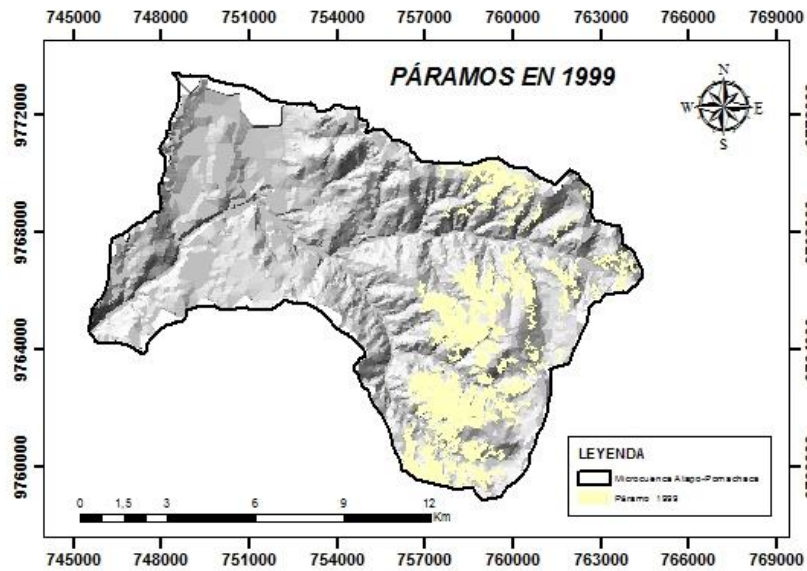 745000 748000 751000 754000 757000 760000 763000 766000 769000
PÁRAMOS EN 1999
N
W E
S
9772000
9768000
9764000
9760000
LEYENDA
Microcuenca Atapo-Pomachaca
Páramo 1999
0 1,5 3 6 9 12
Km
745000 748000 751000 754000 757000 760000 763000 766000 769000